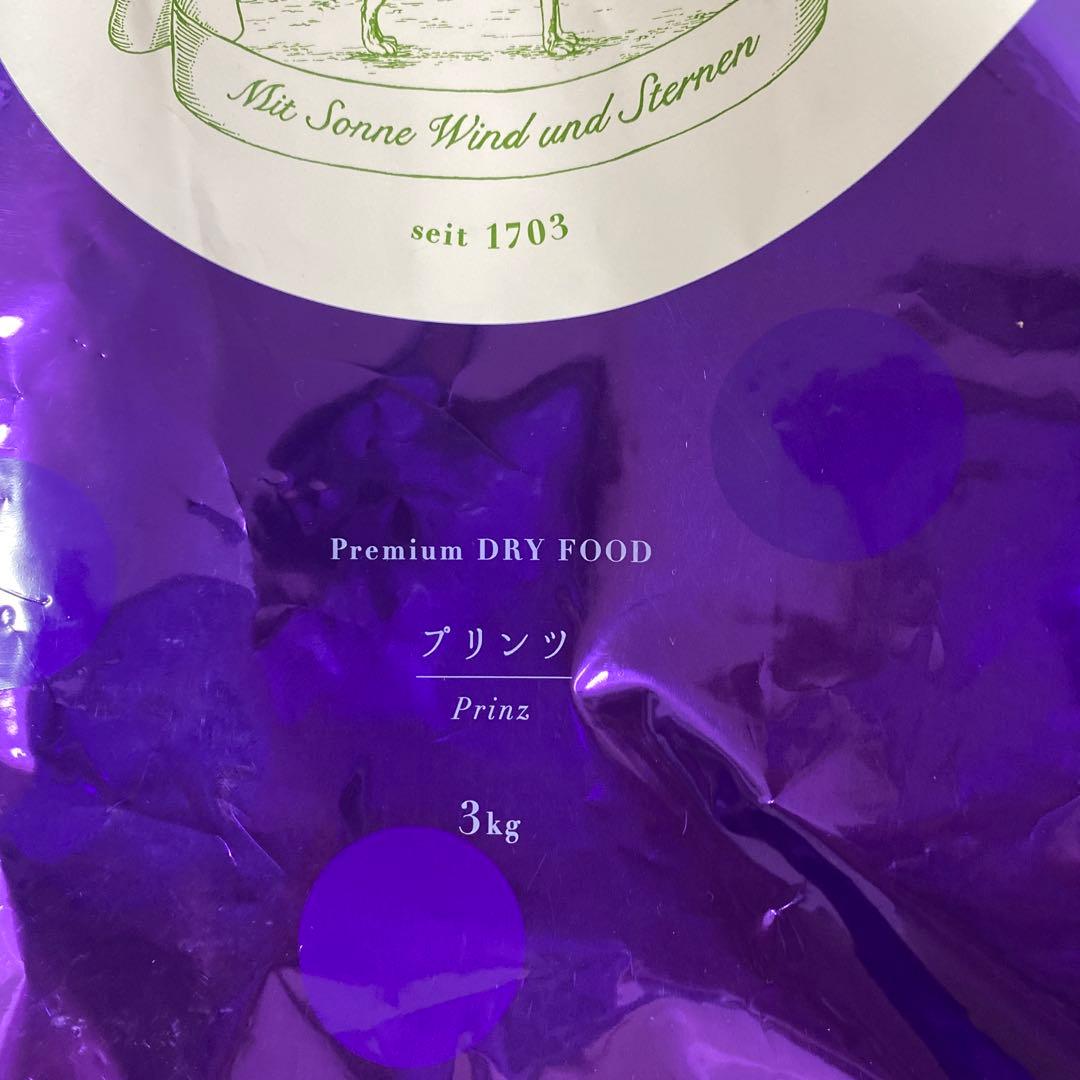 Mit Sonne Wind und Sternen
seit 1703
Premium DRY FOOD
プリンツ
Prinz
3kg